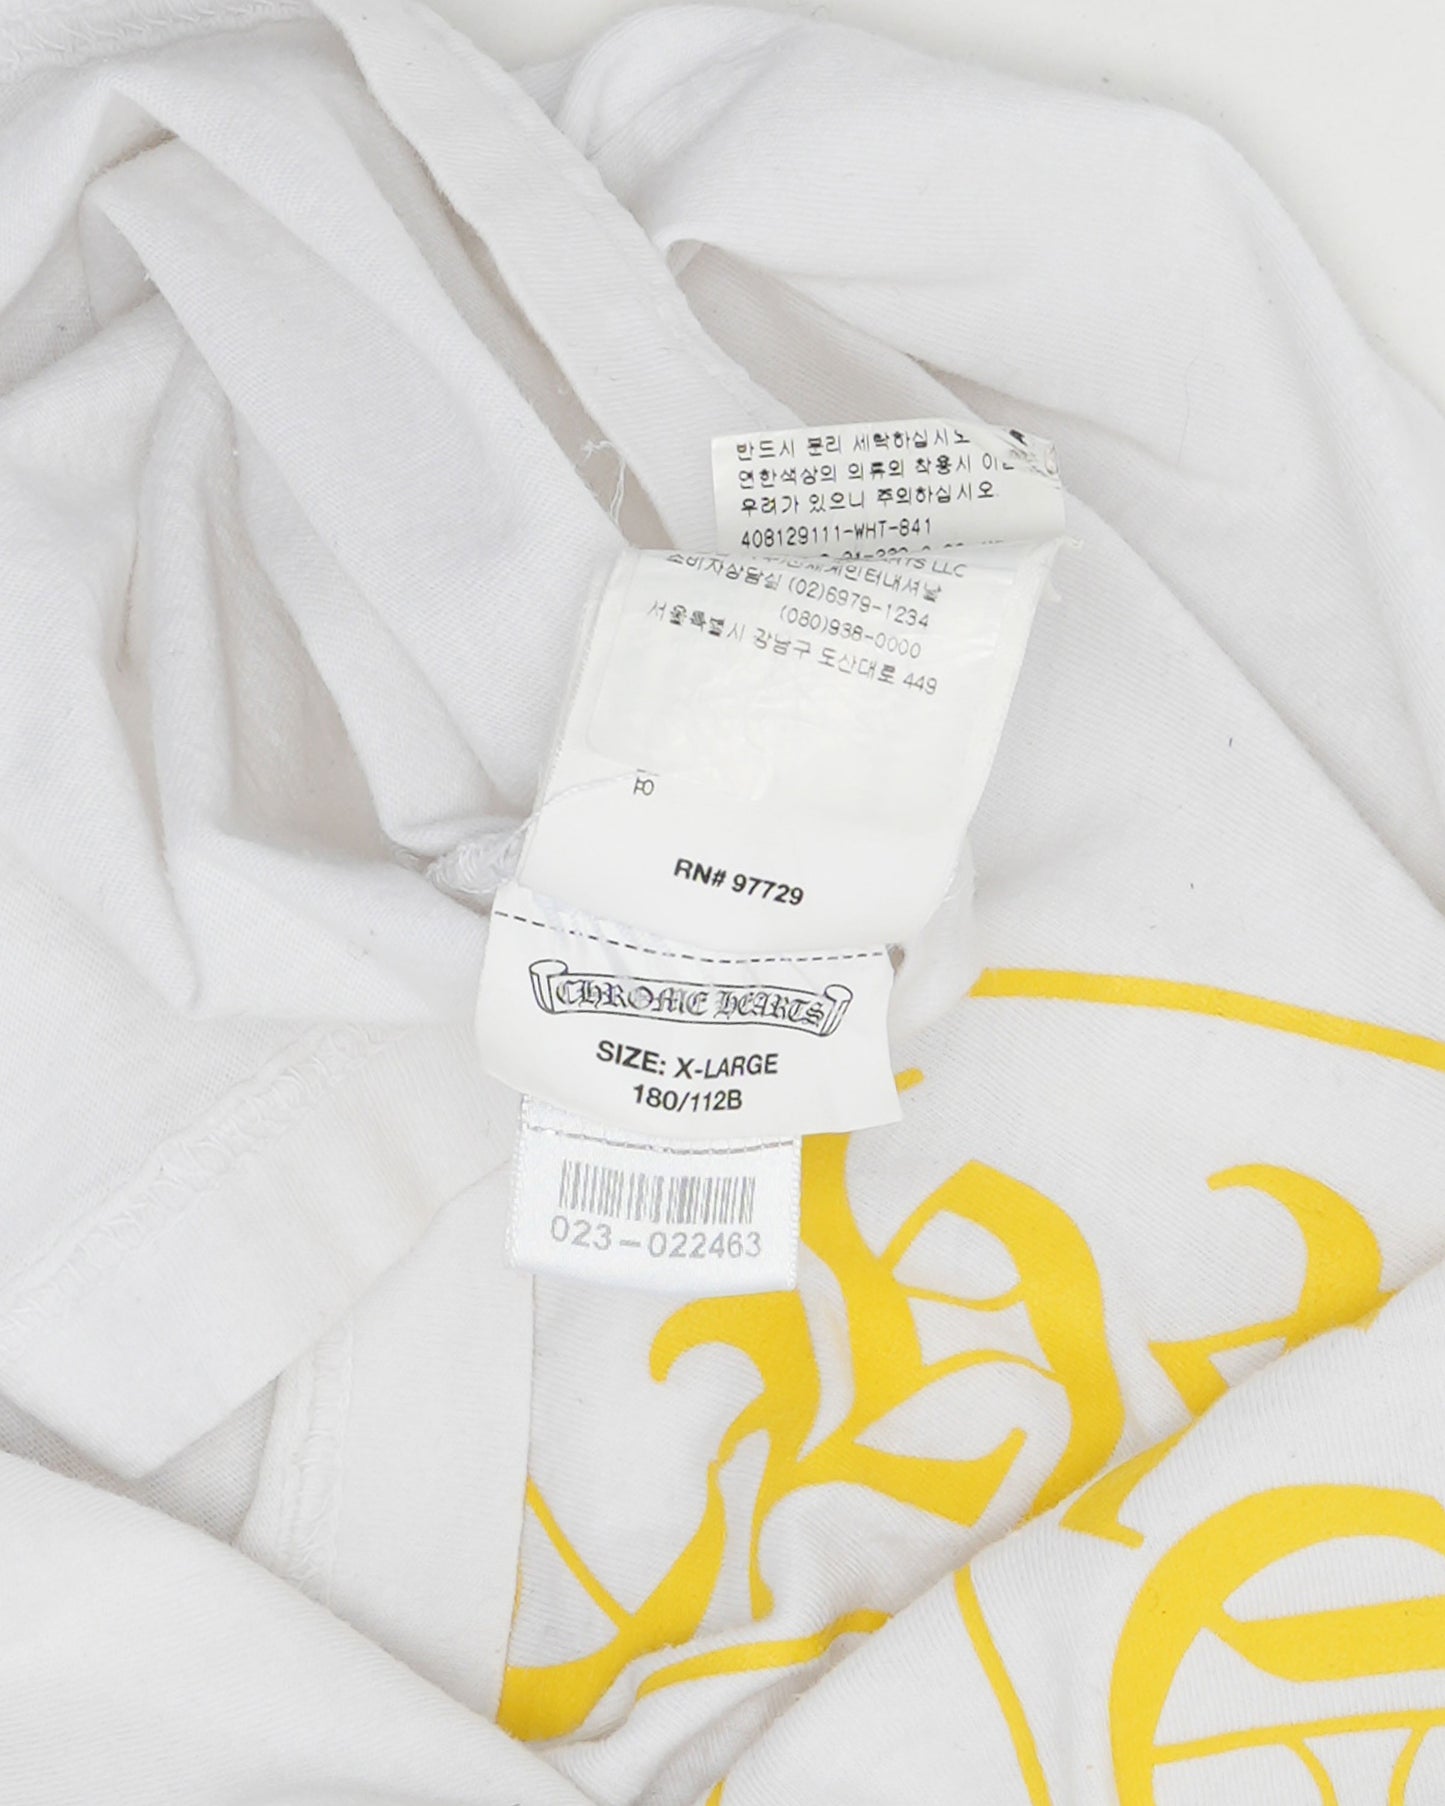 반드시 분리 세탁하십시오
연한색상의 의류의 착용시
우려가 있으니 주의하십시오.
408129111-WHT-841
LLC
소비자상담실 (02)6979-1234
(080)938-0000
서울특별시 강남구 도산대로 449
RN# 97729
CHROME HEARTS
SIZE: X-LARGE
180/112B
023-022463